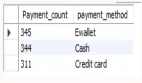 Payment_count payment_method
345 Ewallet
344 Cash
311 Credit card